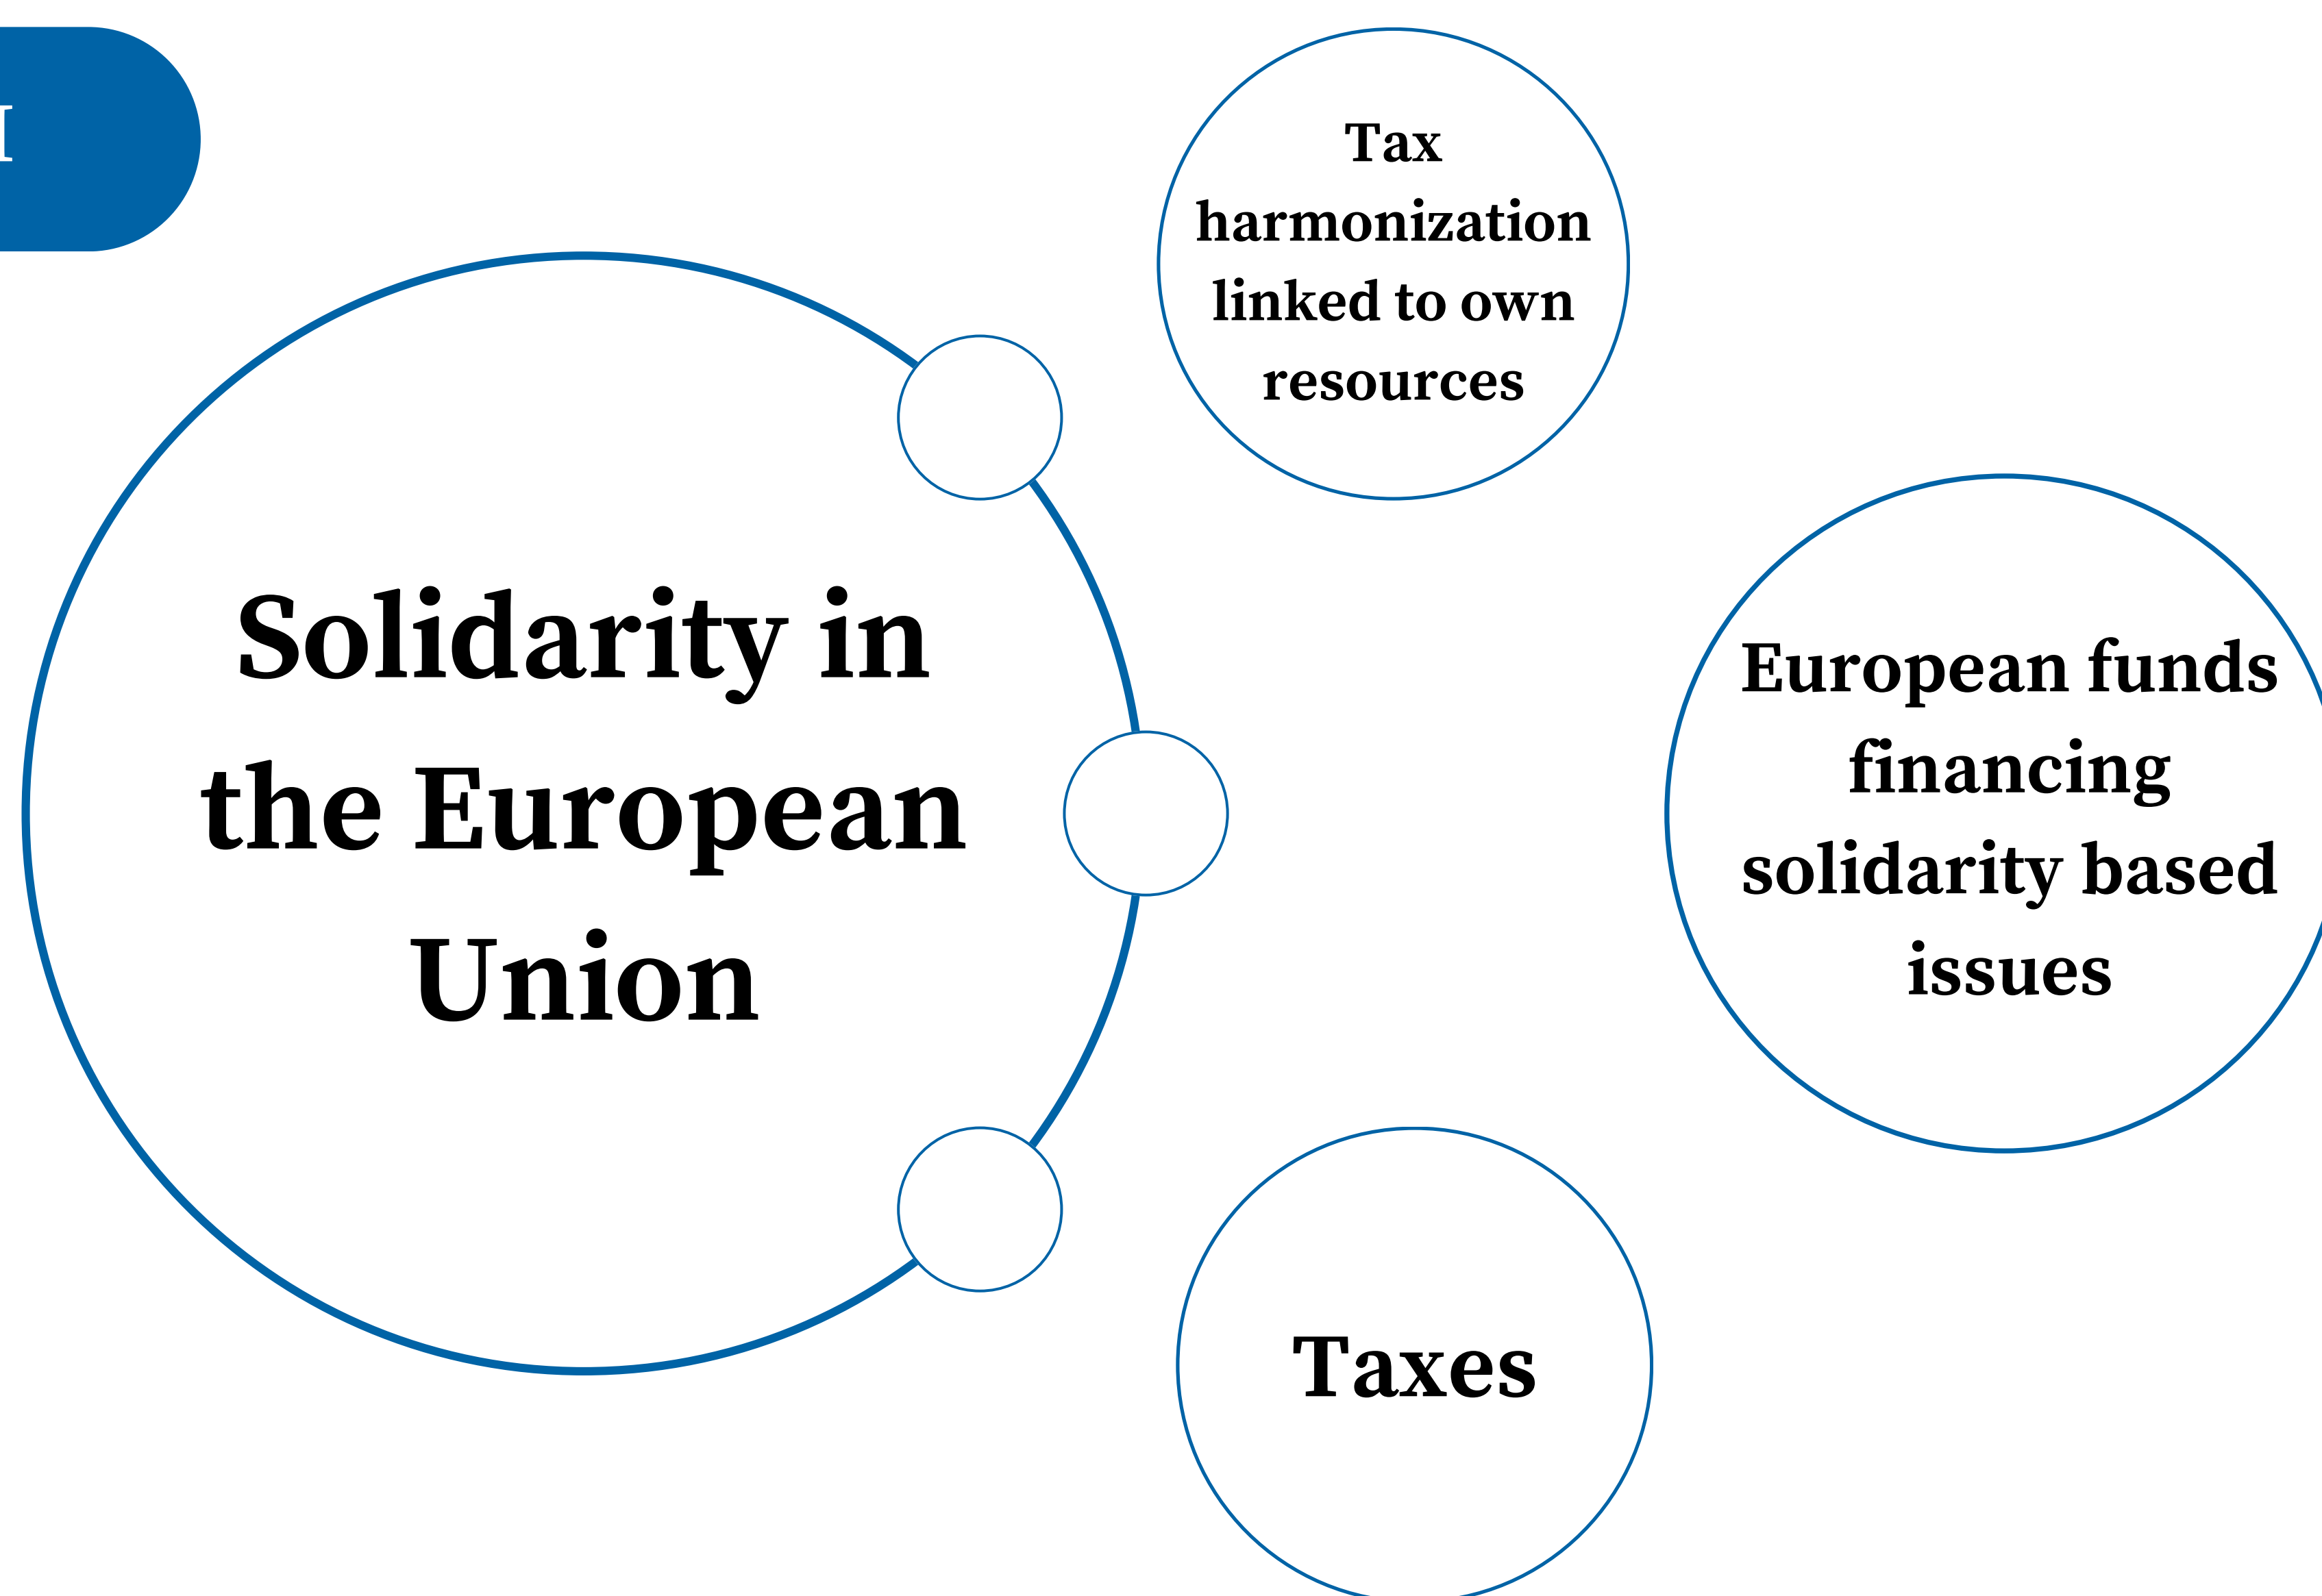 Tax
harmonization
linked to own
resources
Solidarity in
the European
Union
European funds
financing
solidarity based
issues
Taxes